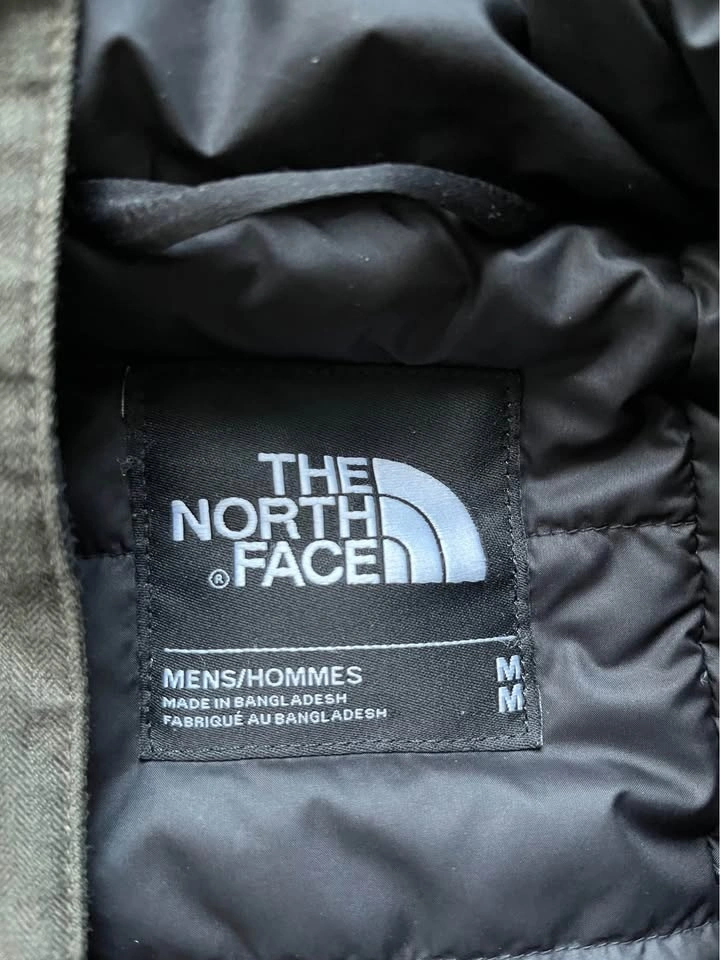 THE
NORTH
® FACE
MENS/HOMMES M
MADE IN BANGLADESH M
FABRIQUÉ AU BANGLADESH